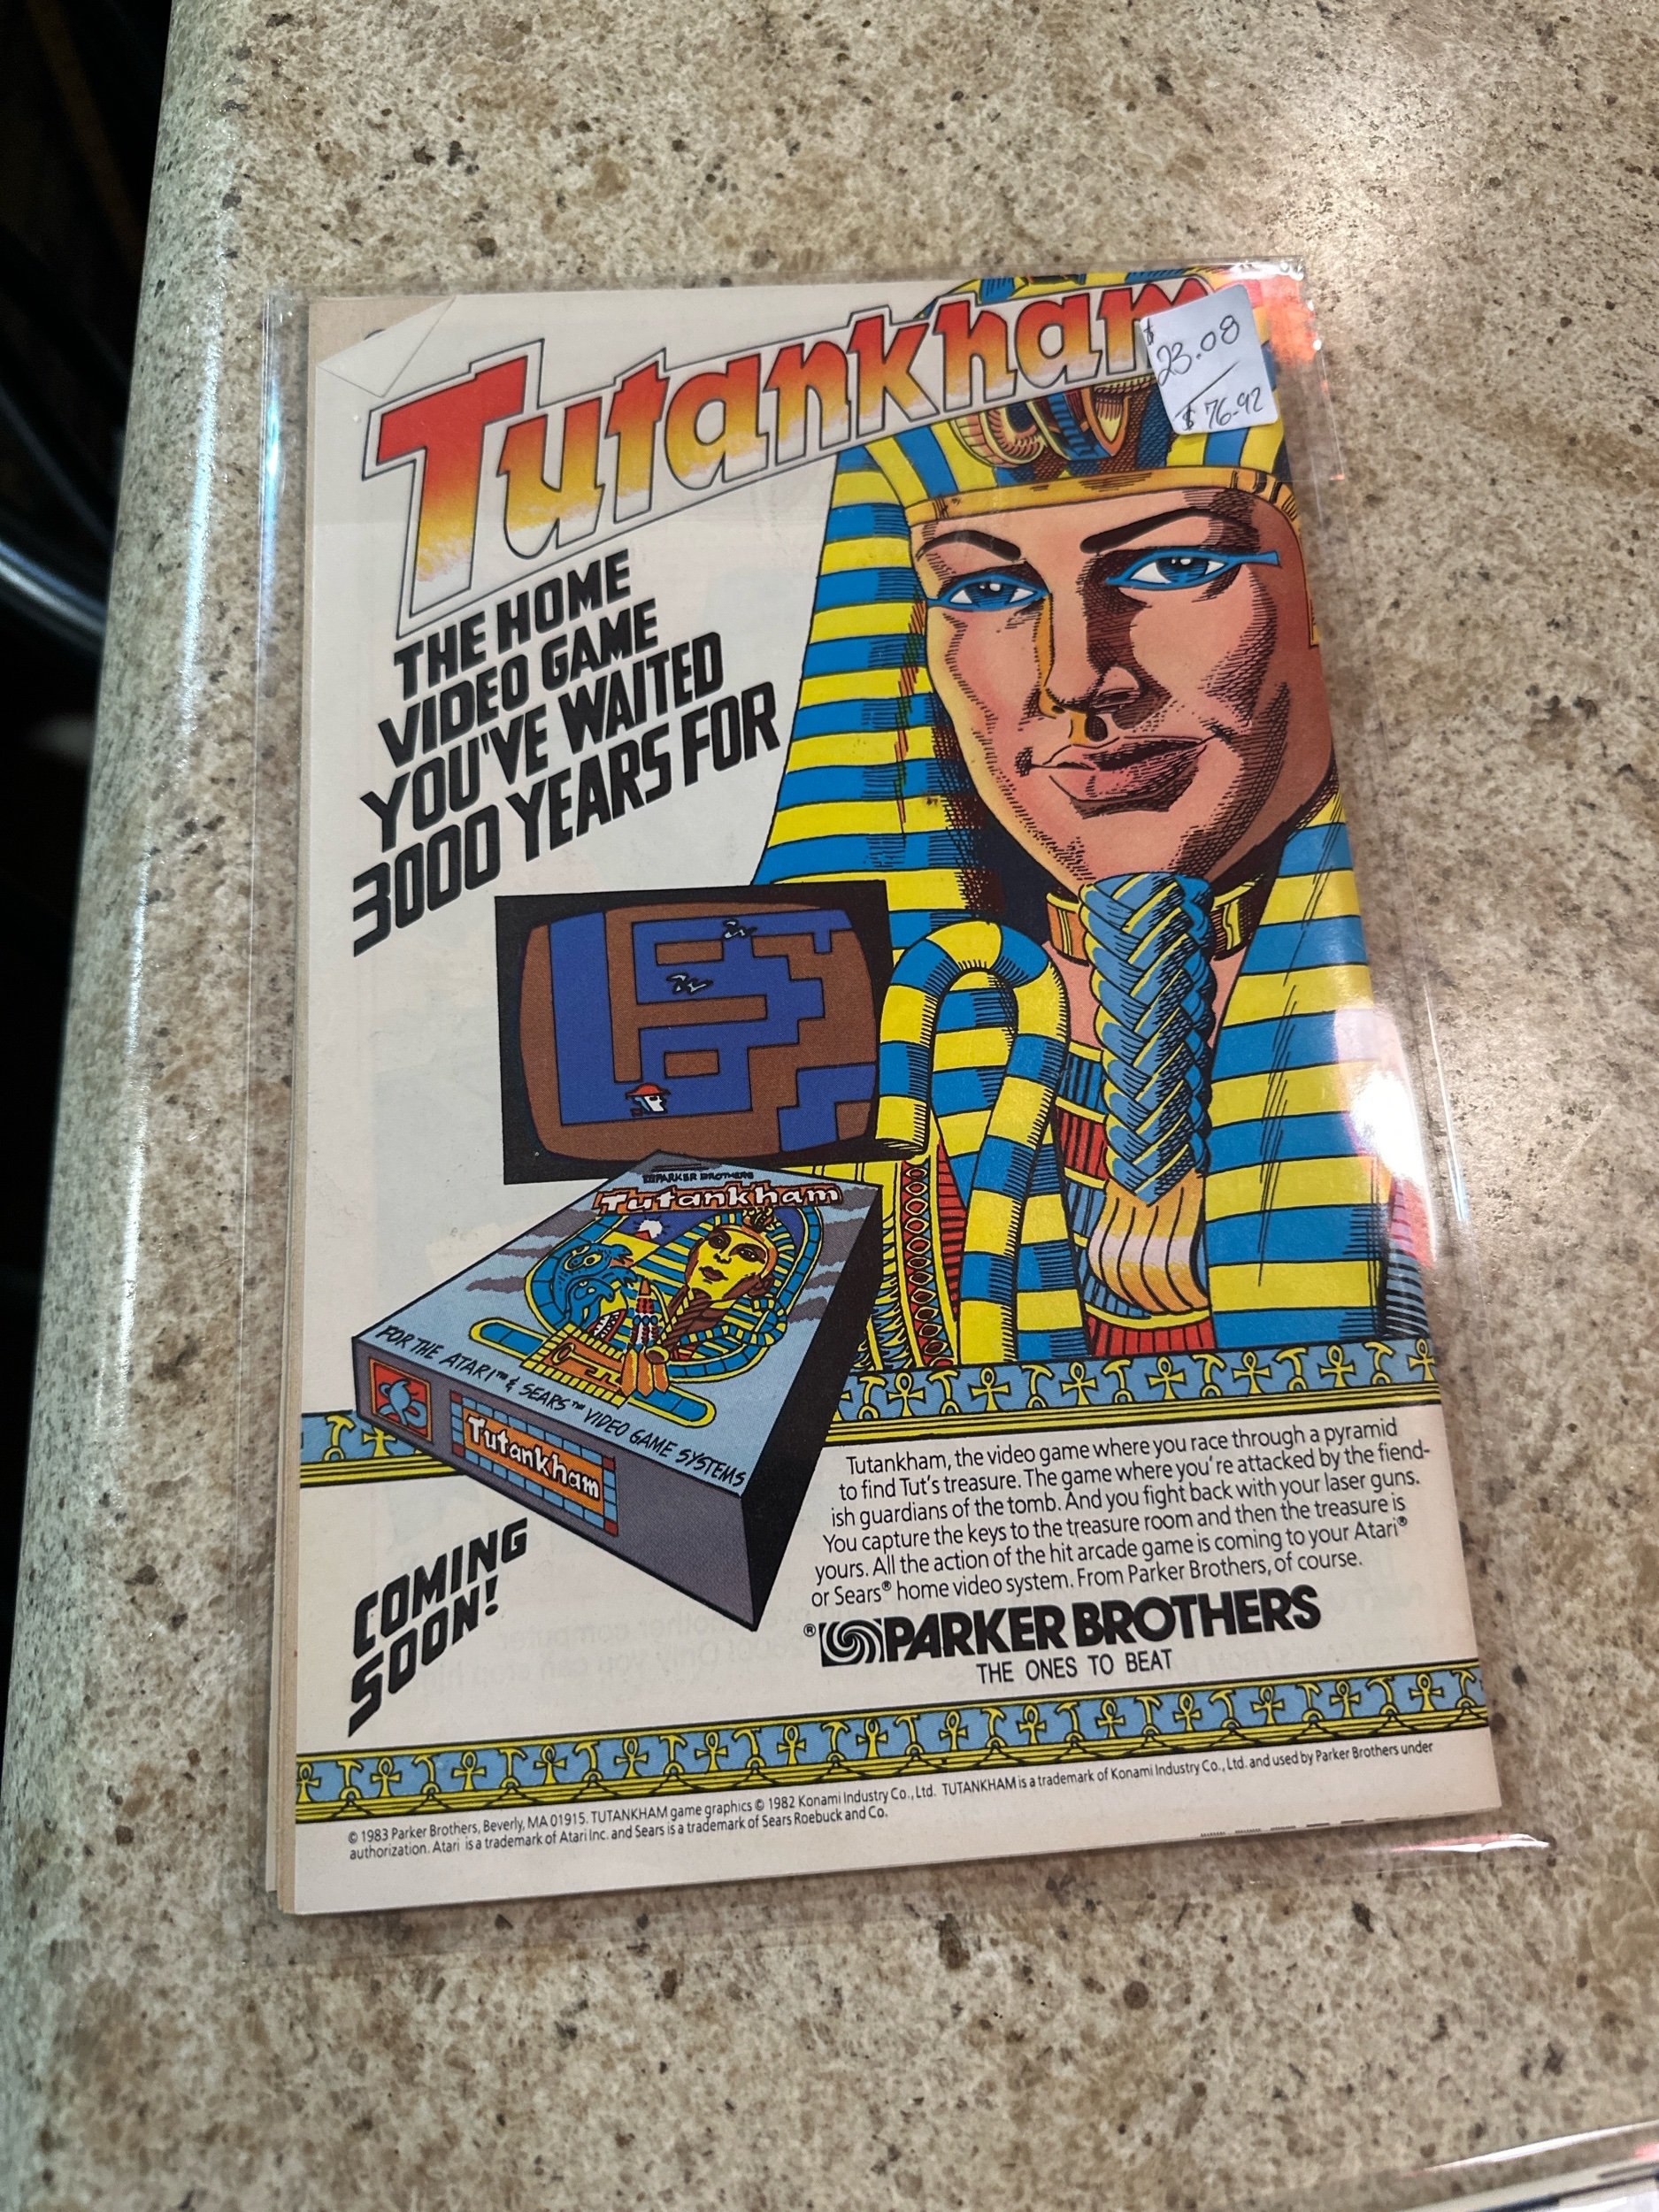 Tutankham
$
23.08
$ 76.92
THE HOME
VIDEO GAME
YOU'VE WAITED
3000 YEARS FOR
PARKER BROTHERS
Tutankham
FOR THE ATARI™ & SEARS™ VIDEO GAME SYSTEMS
Tutankham
COMING
SOON!
Tutankham, the video game where you race through a pyramid
to find Tut's treasure. The game where you're attacked by the fiend-
ish guardians of the tomb. And you fight back with your laser guns.
You capture the keys to the treasure room and then the treasure is
yours. All the action of the hit arcade game is coming to your Atari®
or Sears® home video system. From Parker Brothers, of course.
® PARKER BROTHERS
THE ONES TO BEAT
© 1983 Parker Brothers, Beverly, MA 01915. TUTANKHAM game graphics © 1982 Konami Industry Co., Ltd. TUTANKHAM is a trademark of Konami Industry Co., Ltd. and used by Parker Brothers under
authorization. Atari is a trademark of Atari Inc. and Sears is a trademark of Sears Roebuck and Co.